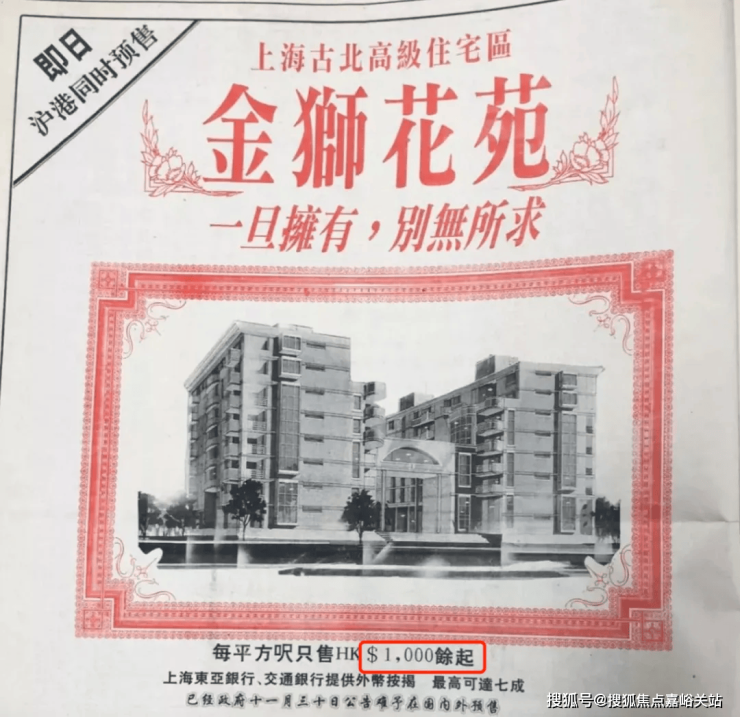 即日
沪港同时预售
上海古北高級住宅區
金獅花苑
一旦擁有，別無所求
每平方呎只售HK$1,000餘起
上海東亞銀行、交通銀行提供外幣按揭 最高可達七成
已经政府十一月三十日公告准予在国内外预售
搜狐号@搜狐焦点嘉峪关站